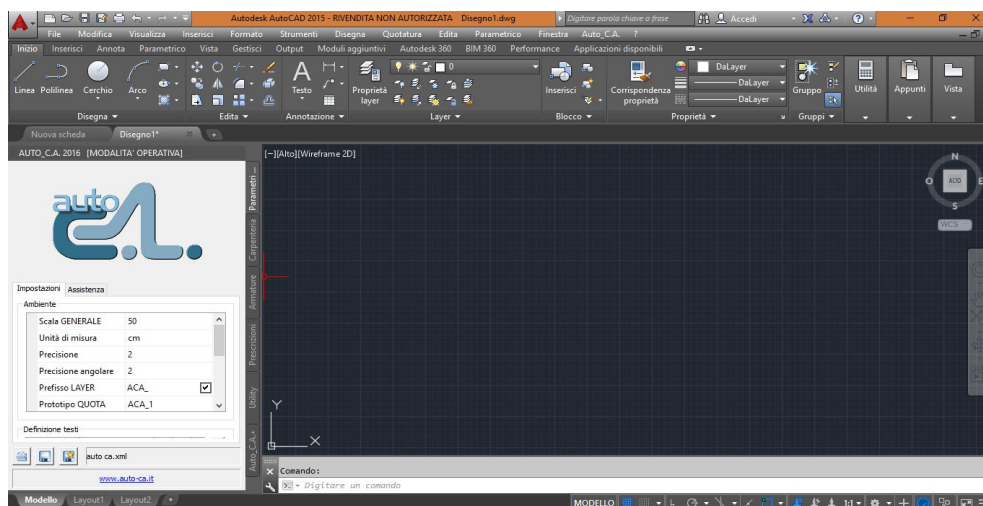 Autodesk AutoCAD 2015 - RIVENDITA NON AUTORIZZATA Disegno1.dwg
Digitare parola chiave o frase
Accedi
File Modifica Visualizza Inserisci Formato Strumenti Disegna Quotatura Edita Parametrico Finestra Auto_C.A. ?
Inizio Inserisci Annota Parametrico Vista Gestisci Output Moduli aggiuntivi Autodesk 360 BIM 360 Performance Applicazioni disponibili
Linea Polilinea Cerchio Arco
Testo
Proprietà layer
0
Inserisci
Corrispondenza proprietà
DaLayer
DaLayer
DaLayer
Gruppo
Utilità
Appunti
Vista
Disegna Edita Annotazione Layer Blocco Proprietà Gruppi
Nuova scheda Disegno1*
AUTO_C.A. 2016 [MODALITA' OPERATIVA]
[−][Alto][Wireframe 2D]
auto
c.a.
Parametri ...
Carpenteria
Armature
Prescrizioni
Utility
Auto_C.A.+
N
O ALTO E
S
WCS
Impostazioni Assistenza
Ambiente
Scala GENERALE 50
Unità di misura cm
Precisione 2
Precisione angolare 2
Prefisso LAYER ACA_
Prototipo QUOTA ACA_1
Definizione testi
auto ca.xml
www.auto-ca.it
Y
X
Comando:
Digitare un comando
Modello Layout1 Layout2 +
MODELLO
1:1